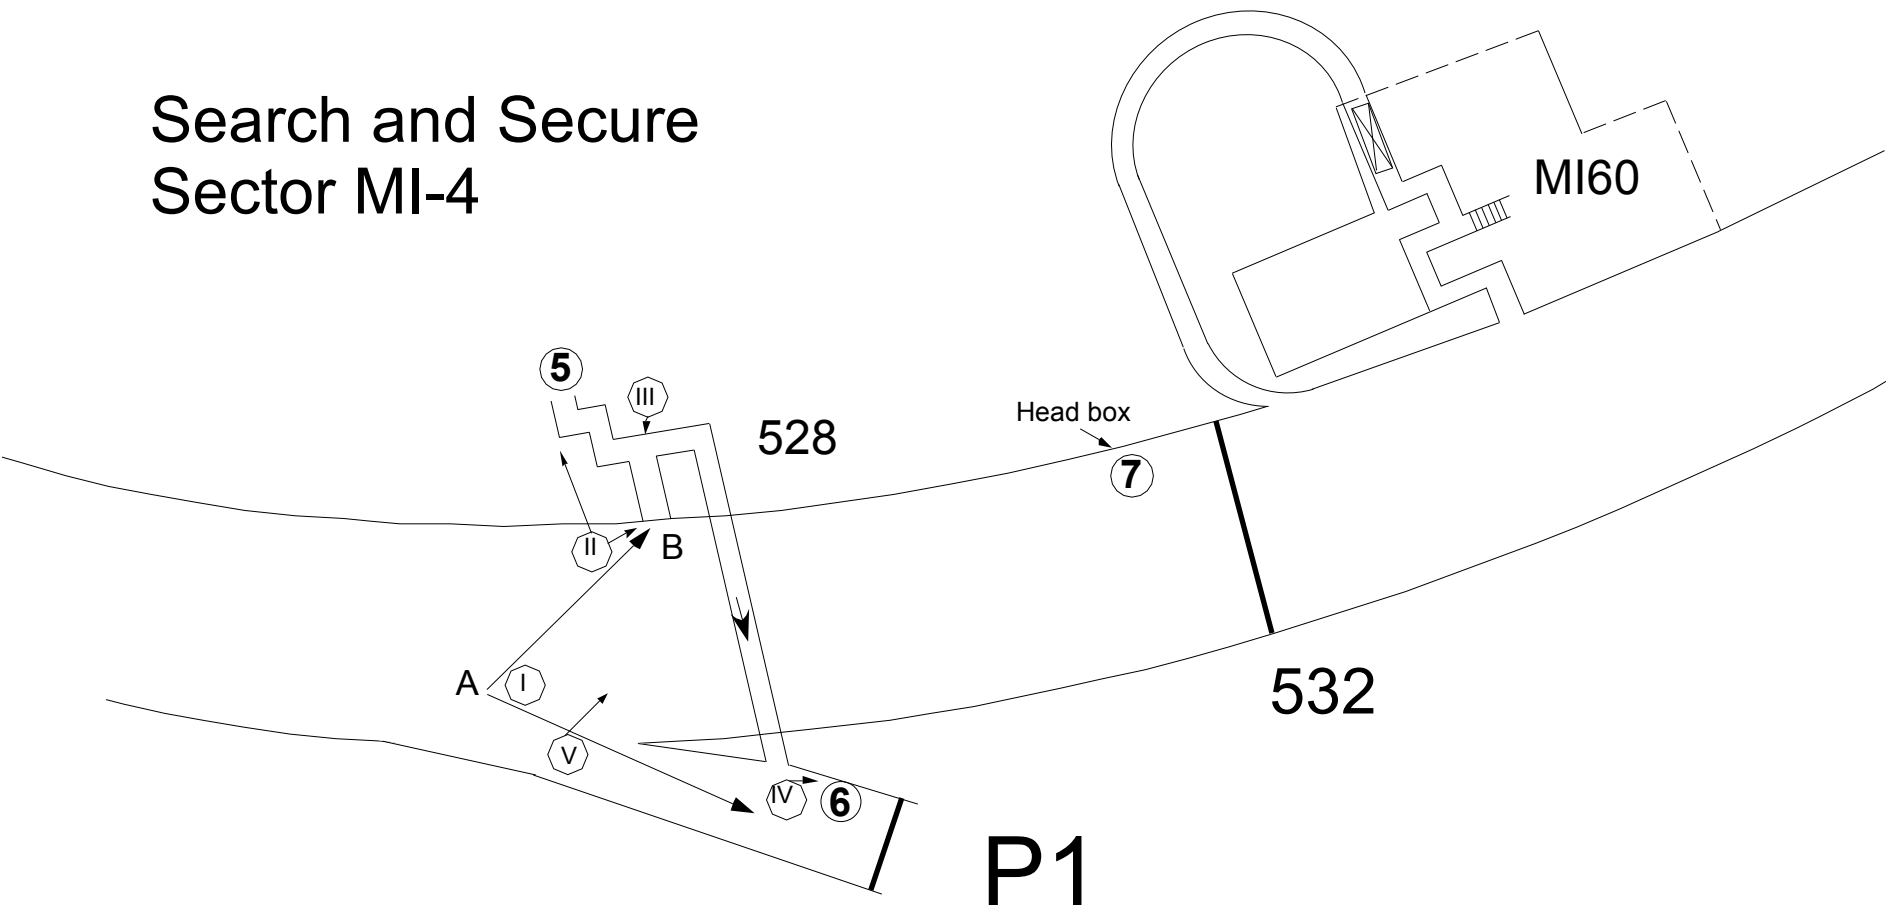 Search and Secure
Sector MI-4
MI60
5
III
528
Head box
7
II
B
A
I
532
V
IV
6
P1